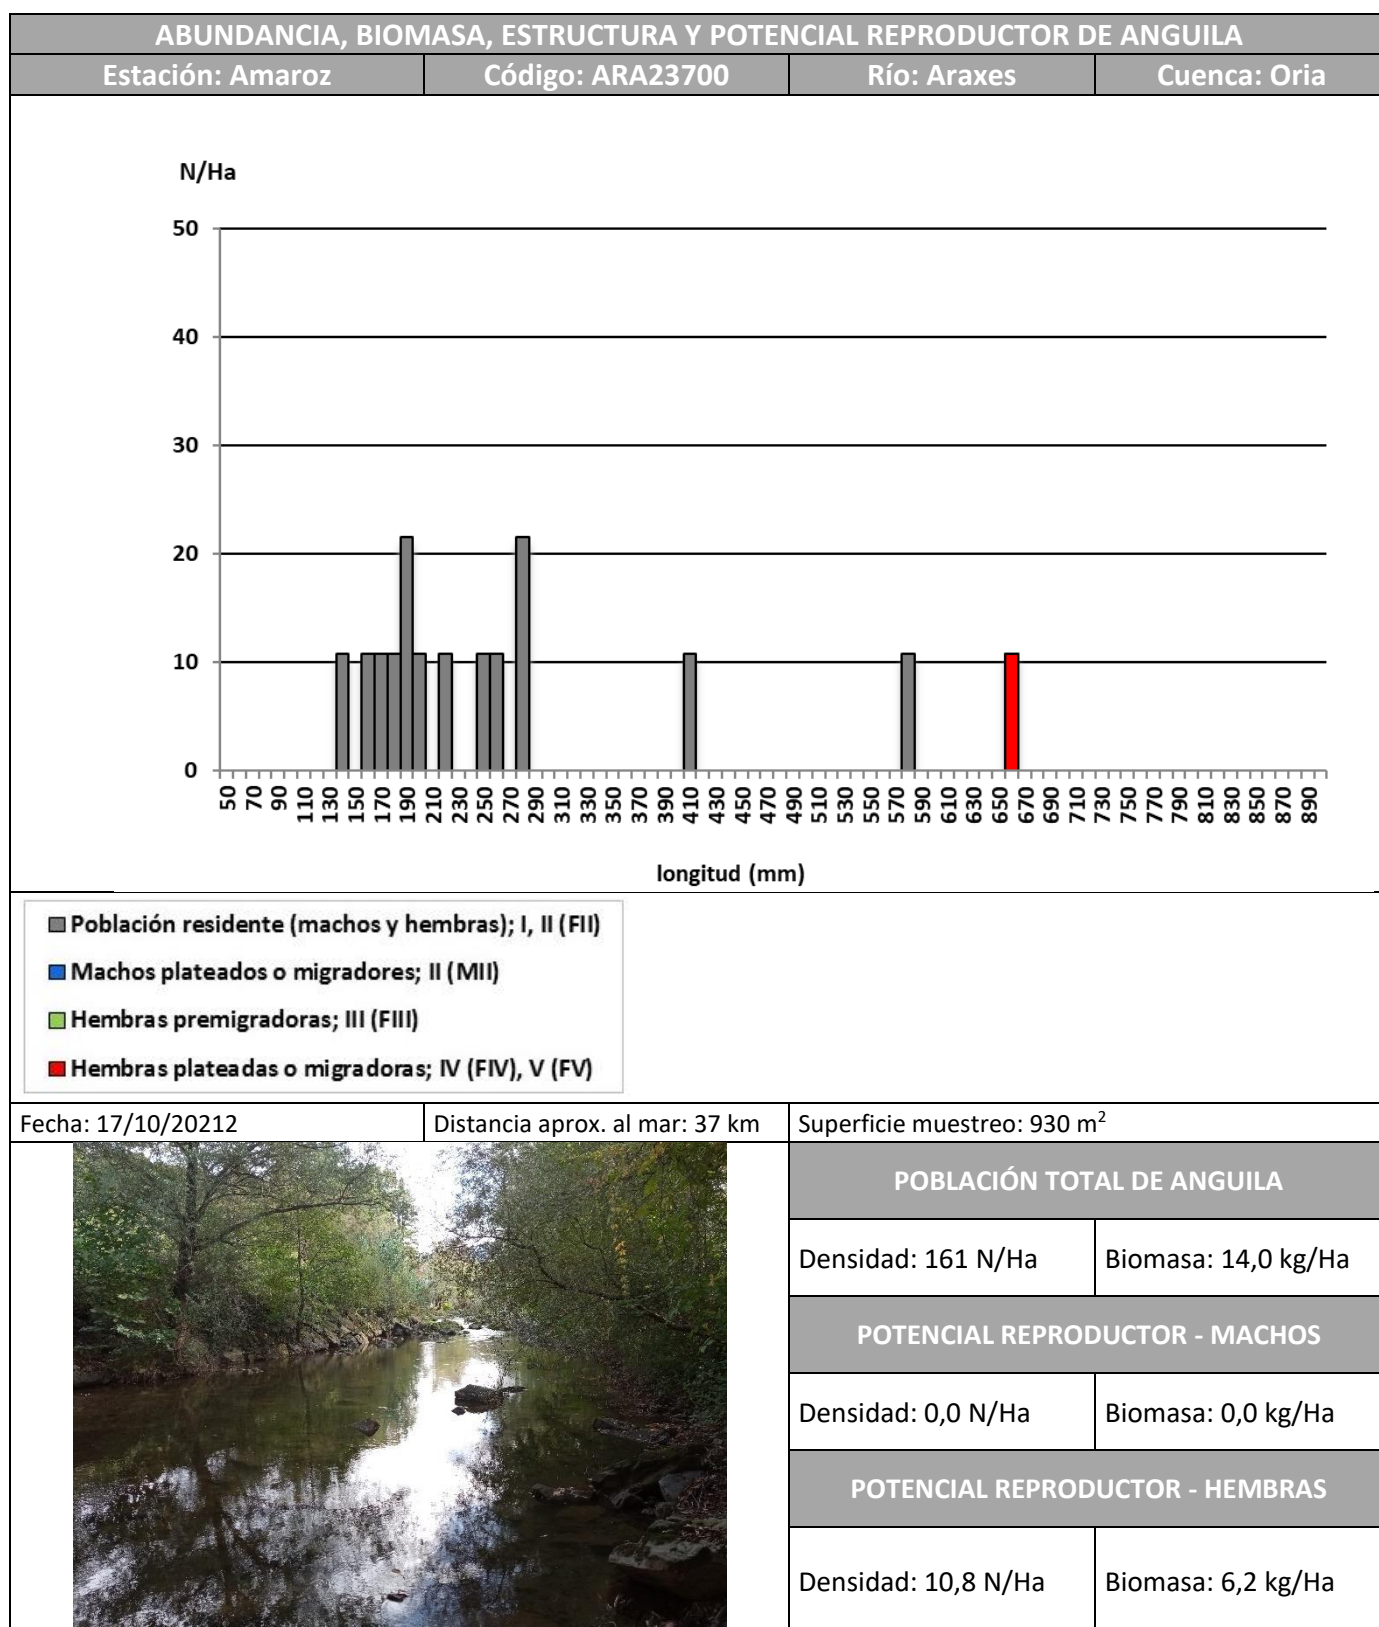 ABUNDANCIA, BIOMASA, ESTRUCTURA Y POTENCIAL REPRODUCTOR DE ANGUILA
Estación: Amaroz Código: ARA23700 Río: Araxes Cuenca: Oria
N/Ha
50
40
30
20
10
0
50 70 90 110 130 150 170 190 210 230 250 270 290 310 330 350 370 390 410 430 450 470 490 510 530 550 570 590 610 630 650 670 690 710 730 750 770 790 810 830 850 870 890
longitud (mm)
Población residente (machos y hembras); I, II (FII)
Machos plateados o migradores; II (MII)
Hembras premigradoras; III (FIII)
Hembras plateadas o migradoras; IV (FIV), V (FV)
Fecha: 17/10/20212 Distancia aprox. al mar: 37 km Superficie muestreo: 930 m²
POBLACIÓN TOTAL DE ANGUILA
Densidad: 161 N/Ha Biomasa: 14,0 kg/Ha
POTENCIAL REPRODUCTOR - MACHOS
Densidad: 0,0 N/Ha Biomasa: 0,0 kg/Ha
POTENCIAL REPRODUCTOR - HEMBRAS
Densidad: 10,8 N/Ha Biomasa: 6,2 kg/Ha